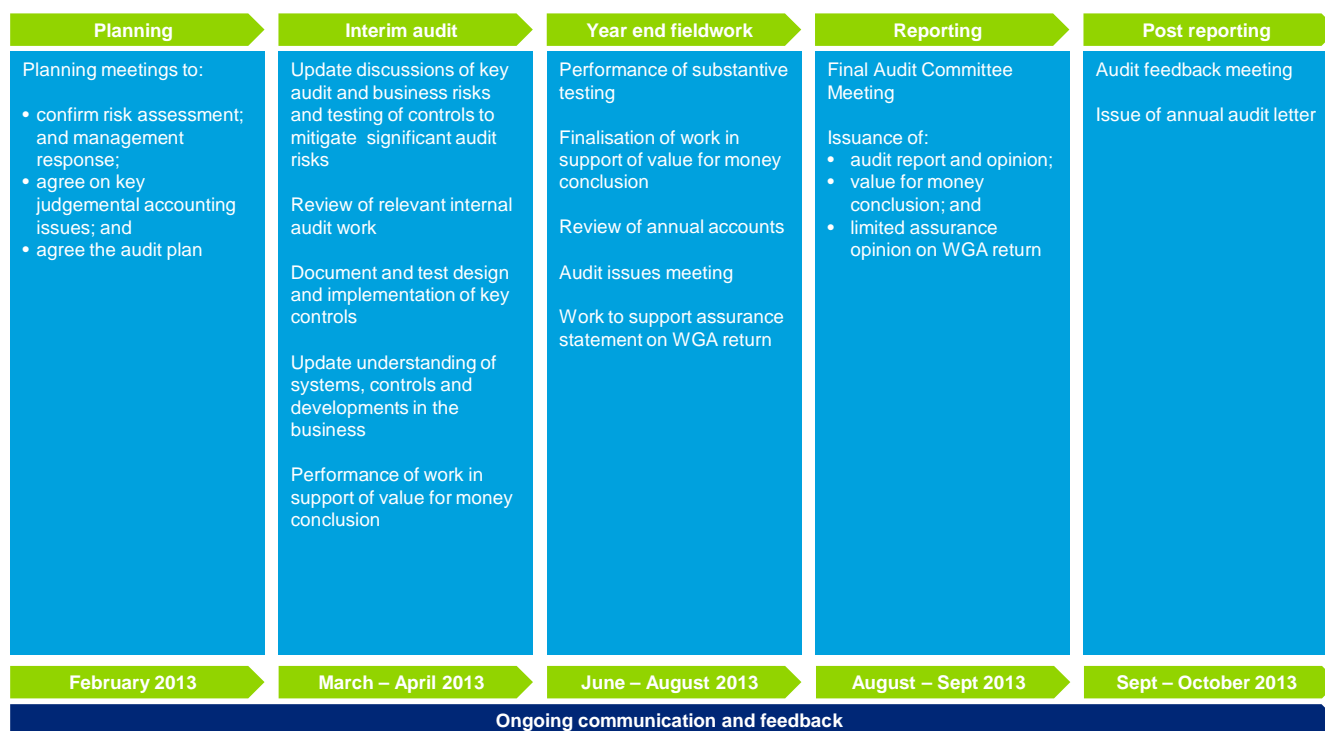 Planning
Interim audit
Year end fieldwork
Reporting
Post reporting
Planning meetings to:
• confirm risk assessment;
and management
response;
• agree on key
judgemental accounting
issues; and
• agree the audit plan
Update discussions of key
audit and business risks
and testing of controls to
mitigate significant audit
risks
Review of relevant internal
audit work
Document and test design
and implementation of key
controls
Update understanding of
systems, controls and
developments in the
business
Performance of work in
support of value for money
conclusion
Performance of substantive
testing
Finalisation of work in
support of value for money
conclusion
Review of annual accounts
Audit issues meeting
Work to support assurance
statement on WGA return
Final Audit Committee
Meeting
Issuance of:
• audit report and opinion;
• value for money
conclusion; and
• limited assurance
opinion on WGA return
Audit feedback meeting
Issue of annual audit letter
February 2013
March – April 2013
June – August 2013
August – Sept 2013
Sept – October 2013
Ongoing communication and feedback